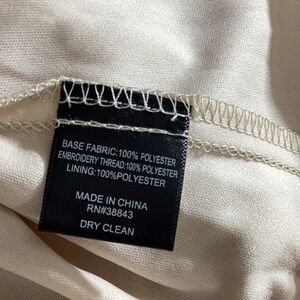 BASE FABRIC:100% POLYESTER
EMBROIDERY THREAD:100% POLYESTER
LINING:100%POLYESTER
MADE IN CHINA
RN#38843
DRY CLEAN